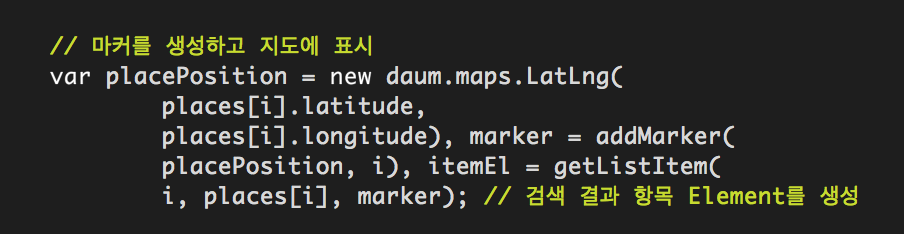 // 마커를 생성하고 지도에 표시
var placePosition = new daum.maps.LatLng(
places[i].latitude,
places[i].longitude), marker = addMarker(
placePosition, i), itemEl = getListItem(
i, places[i], marker); // 검색 결과 항목 Element를 생성